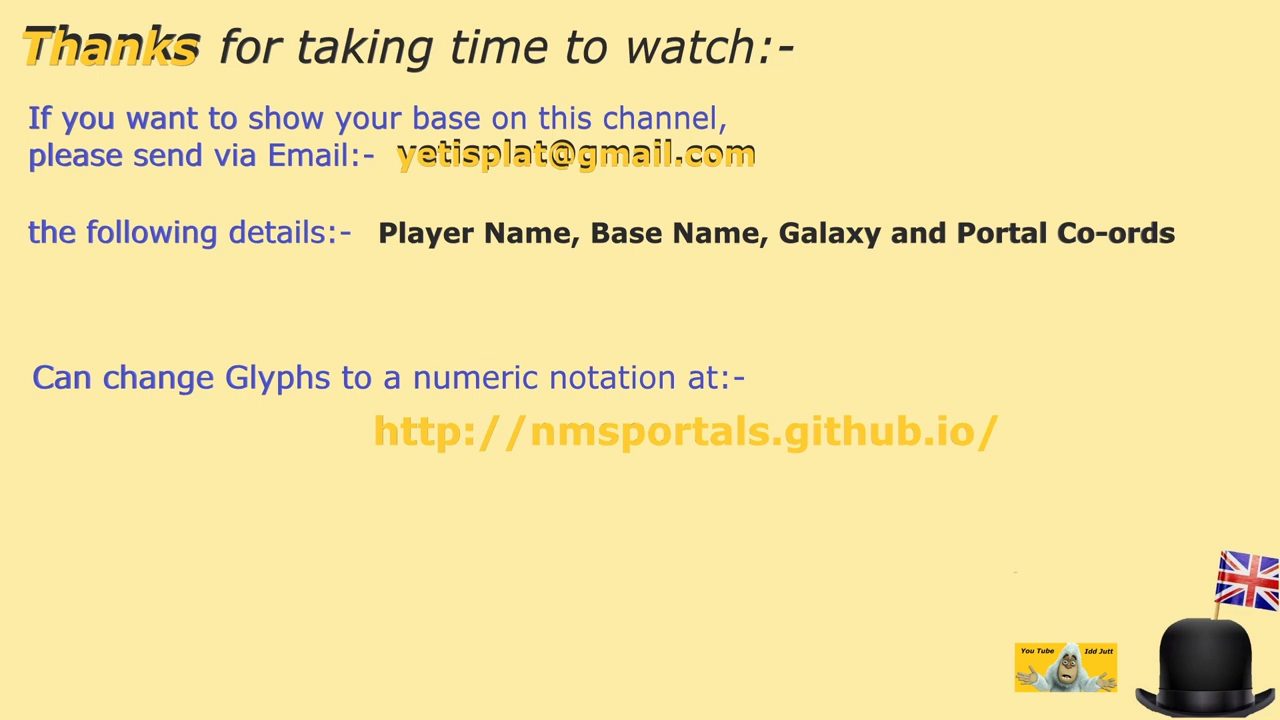 Thanks for taking time to watch:-
If you want to show your base on this channel,
please send via Email:- yetisplat@gmail.com
the following details:- Player Name, Base Name, Galaxy and Portal Co-ords
Can change Glyphs to a numeric notation at:-
http://nmsportals.github.io/
You Tube Idd Jutt